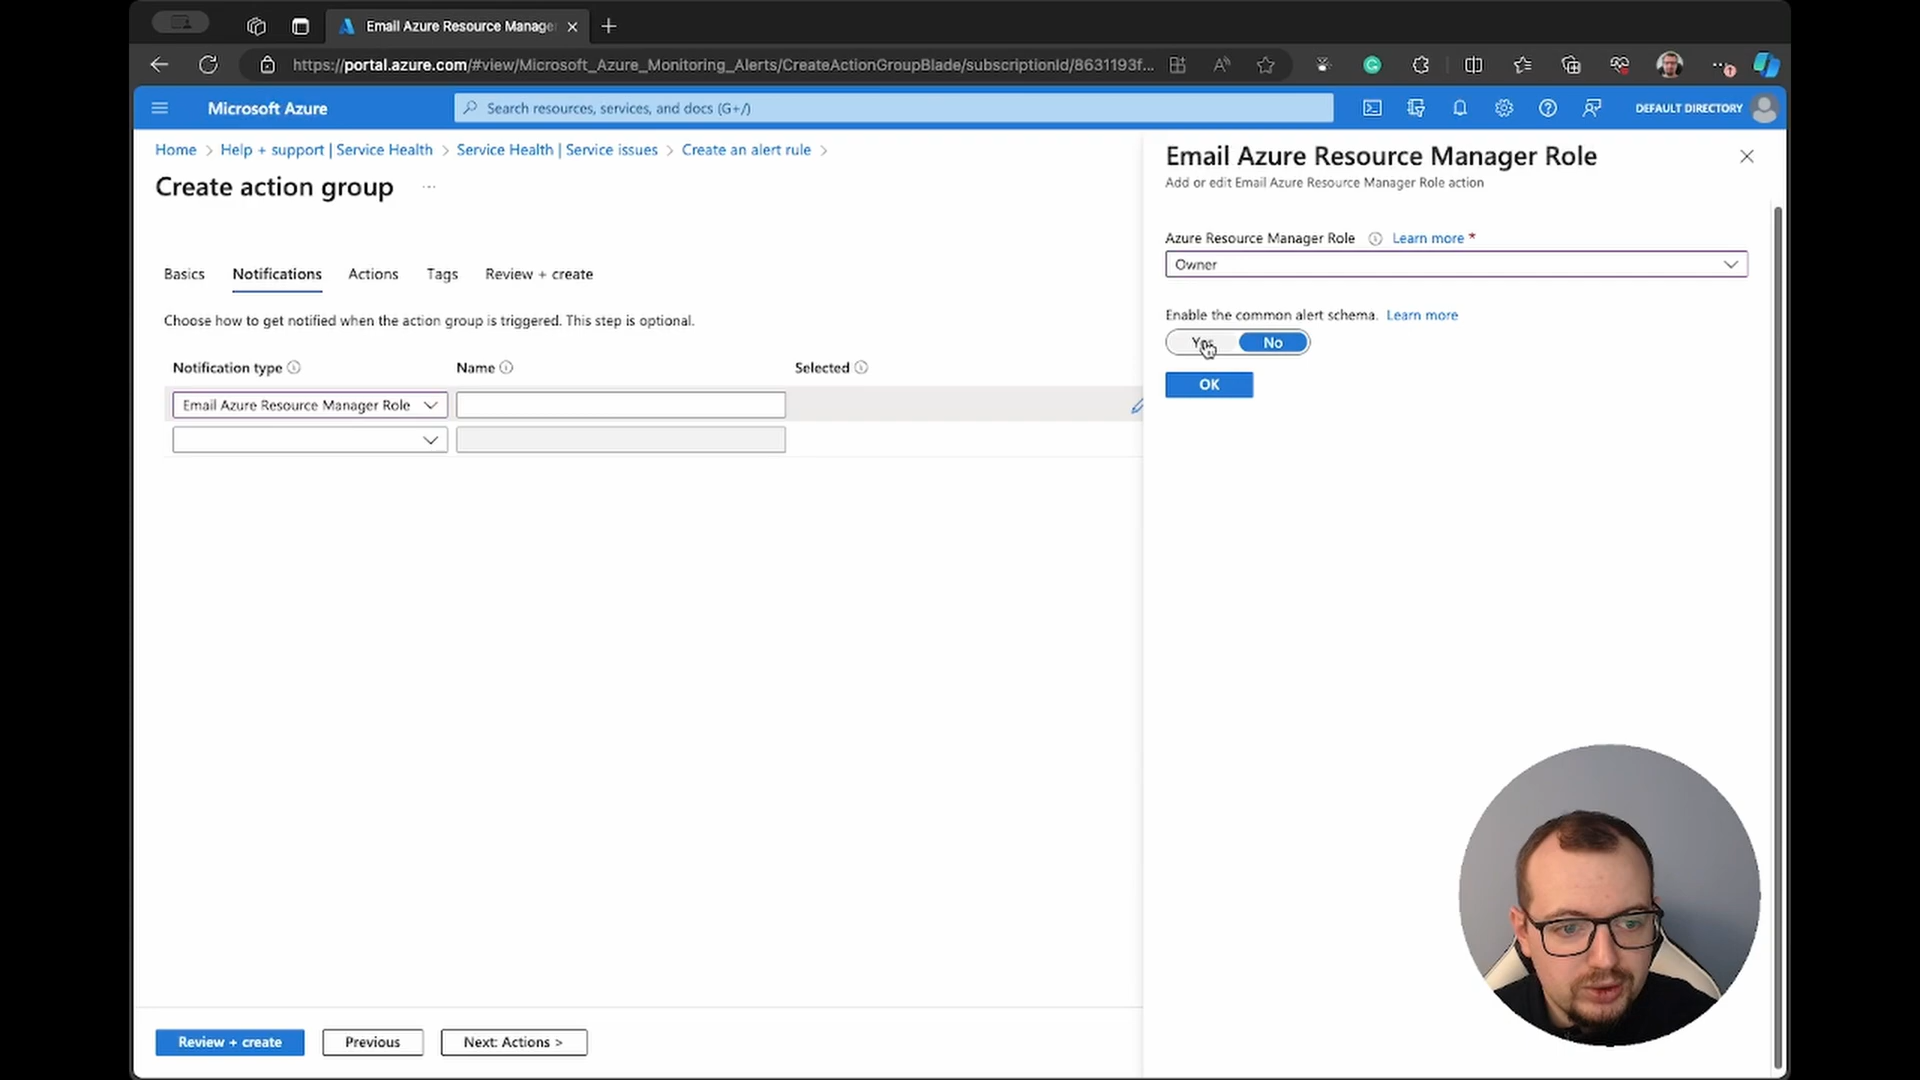 Email Azure Resource Manage
https://portal.azure.com/#view/Microsoft_Azure_Monitoring_Alerts/CreateActionGroupBlade/subscriptionId/8631193f...
Microsoft Azure
Search resources, services, and docs (G+/)
DEFAULT DIRECTORY
Home > Help + support | Service Health > Service Health | Service issues > Create an alert rule >
Create action group ...
Basics Notifications Actions Tags Review + create
Choose how to get notified when the action group is triggered. This step is optional.
Notification type Name Selected
Email Azure Resource Manager Role
Review + create Previous Next: Actions >
Email Azure Resource Manager Role
Add or edit Email Azure Resource Manager Role action
Azure Resource Manager Role Learn more *
Owner
Enable the common alert schema. Learn more
Yes No
OK